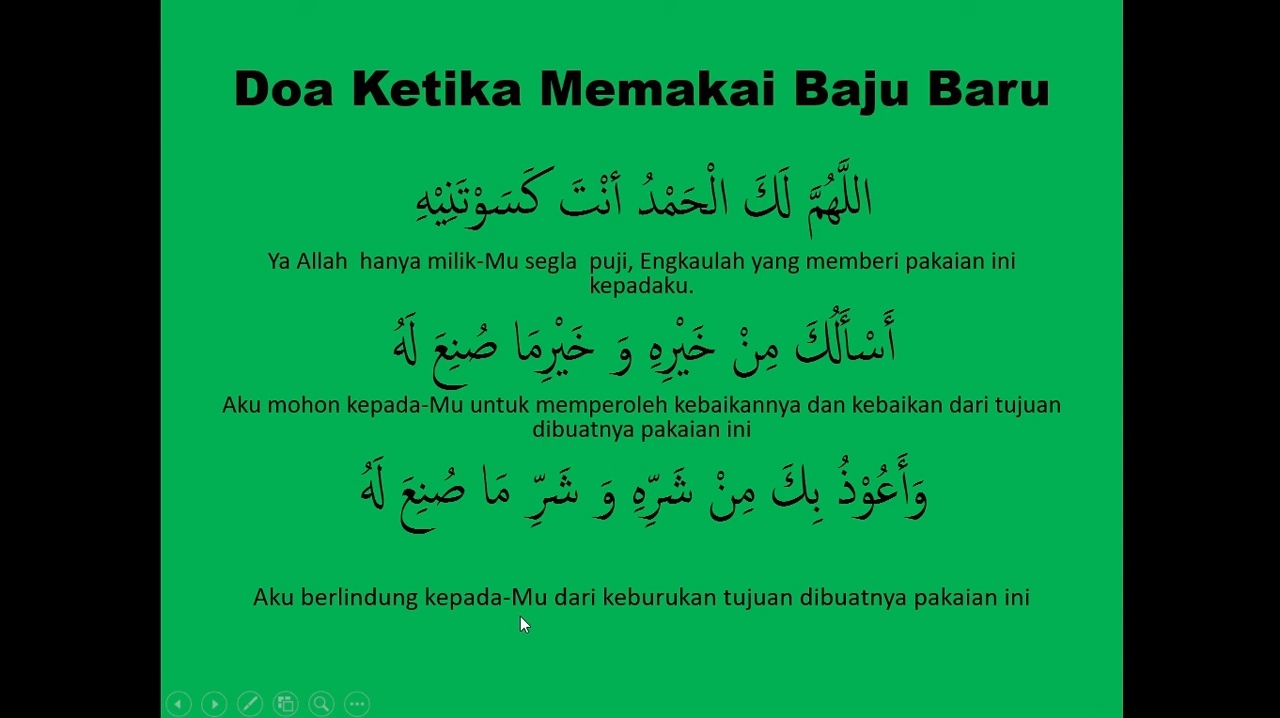 Doa Ketika Memakai Baju Baru
اللَّهُمَّ لَكَ الْحَمْدُ أنْتَ كَسَوْتَنِيْهِ
Ya Allah  hanya milik-Mu segla  puji, Engkaulah yang memberi pakaian ini
kepadaku.
أَسْأَلُكَ مِنْ خَيْرِهِ وَ خَيْرِمَا صُنِعَ لَهُ
Aku mohon kepada-Mu untuk memperoleh kebaikannya dan kebaikan dari tujuan
dibuatnya pakaian ini
وَأَعُوْذُ بِكَ مِنْ شَرِّهِ وَ شَرِّ مَا صُنِعَ لَهُ
Aku berlindung kepada-Mu dari keburukan tujuan dibuatnya pakaian ini